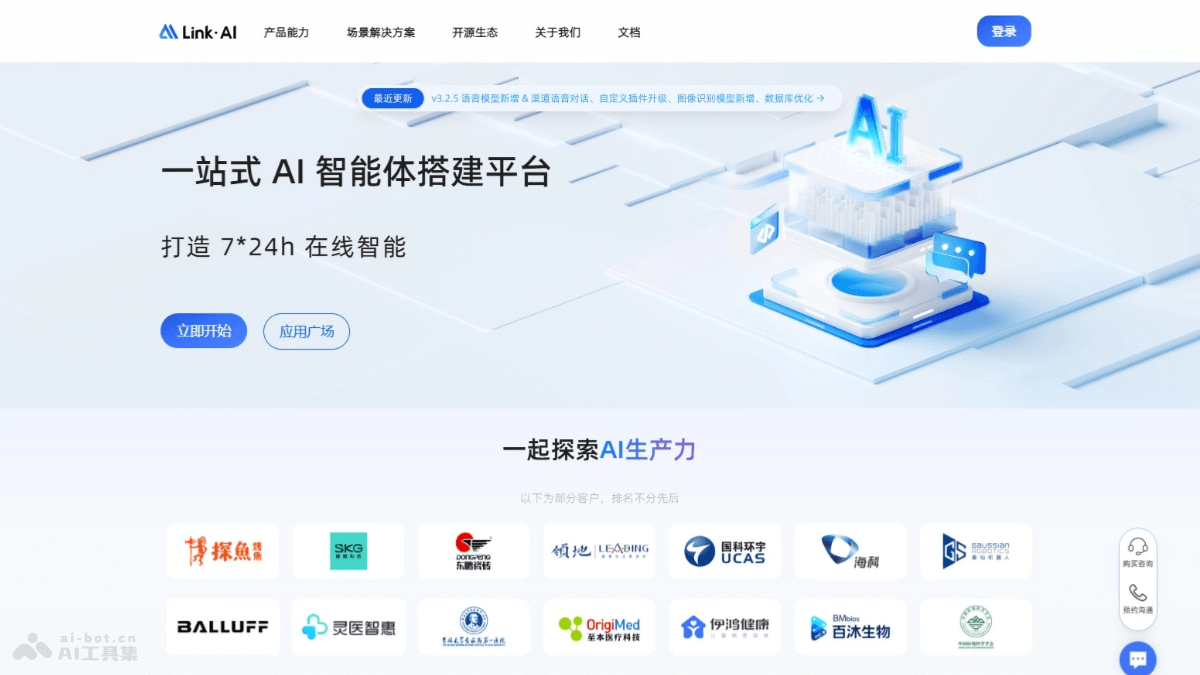 Link·AI 产品能力 场景解决方案 开源生态 关于我们 文档 登录
最近更新 v3.2.5 语音模型新增 & 渠道语音对话、自定义插件升级、图像识别模型新增、数据库优化 →
AI
一站式 AI 智能体搭建平台
打造 7*24h 在线智能
立即开始 应用广场
一起探索AI生产力
以下为部分客户，排名不分先后
探魚 烤鱼
SKG
DONGPENG
东鹏瓷砖
领地 LEADING
国科环宇
UCAS
海科
GS GAUSSIAN
ROBOTICS
高仙机器人
BALLUFF
灵医智惠
OrigiMed
至本医疗科技
伊鸿健康
BMbios
百沐生物
购买咨询
预约沟通
ai-bot.cn
AI工具集